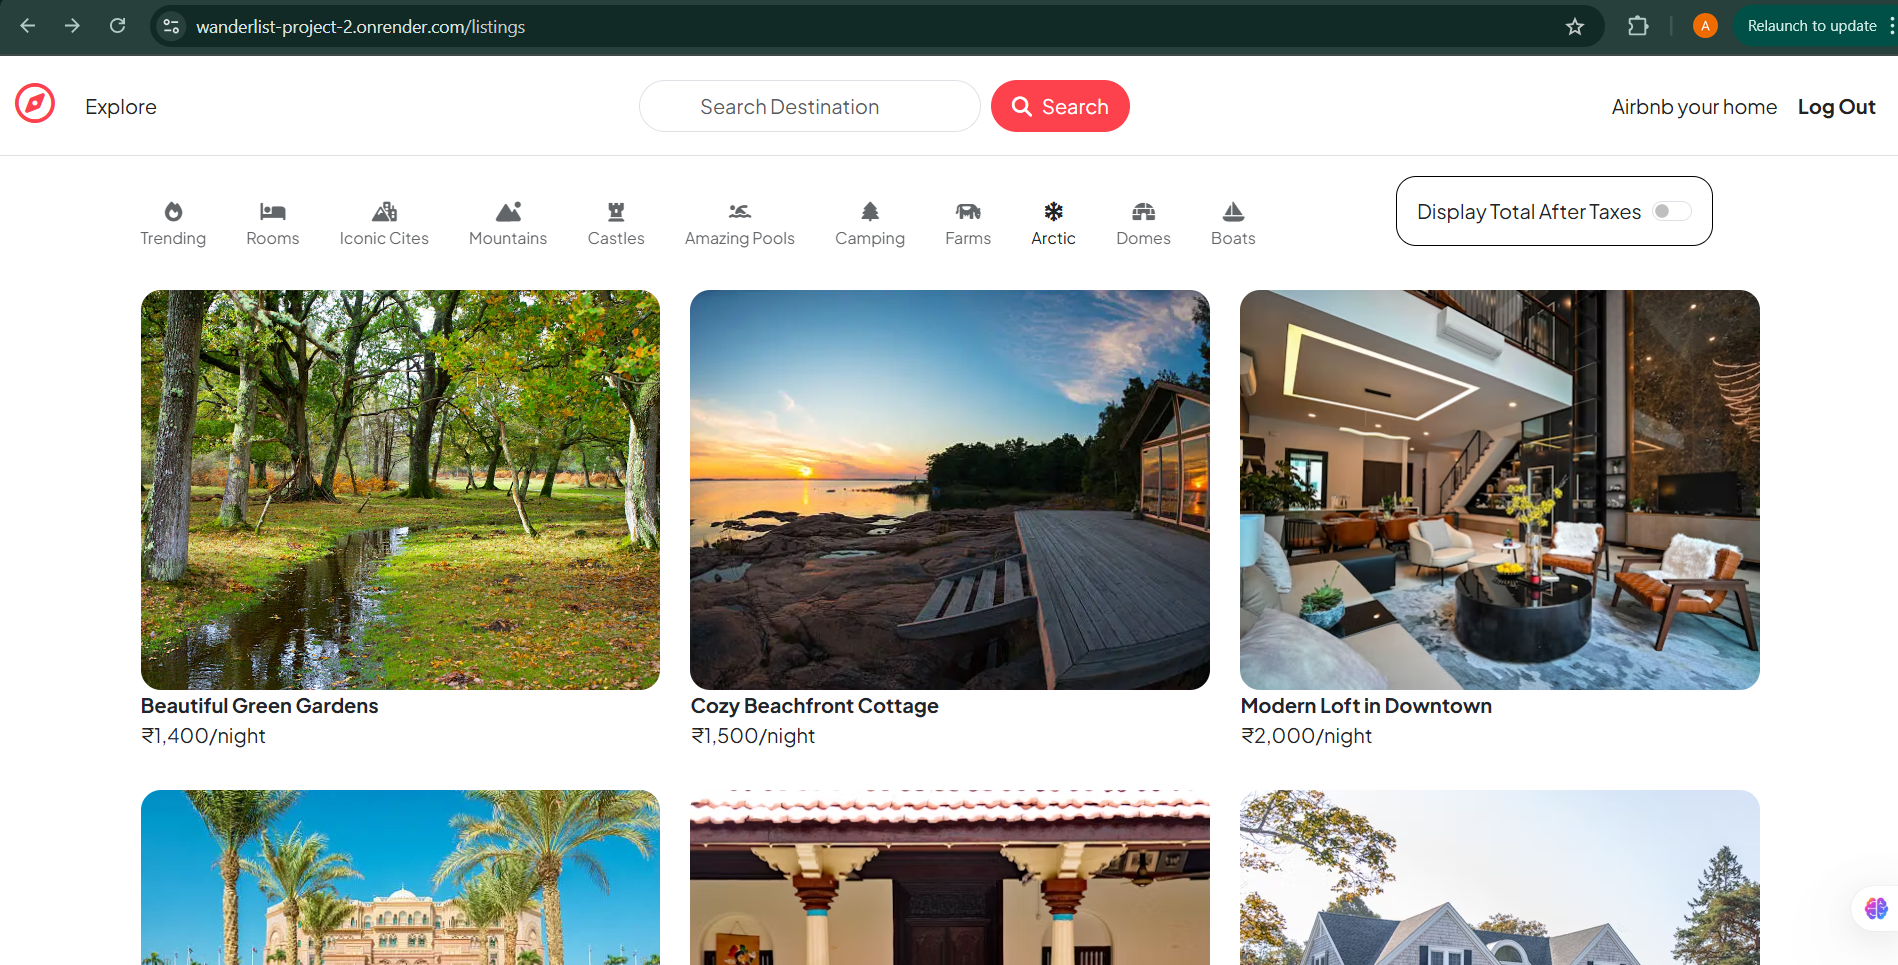 wanderlist-project-2.onrender.com/listings
A
Relaunch to update
Explore
Search Destination
Search
Airbnb your home
Log Out
Trending
Rooms
Iconic Cites
Mountains
Castles
Amazing Pools
Camping
Farms
Arctic
Domes
Boats
Display Total After Taxes
Beautiful Green Gardens
₹1,400/night
Cozy Beachfront Cottage
₹1,500/night
Modern Loft in Downtown
₹2,000/night